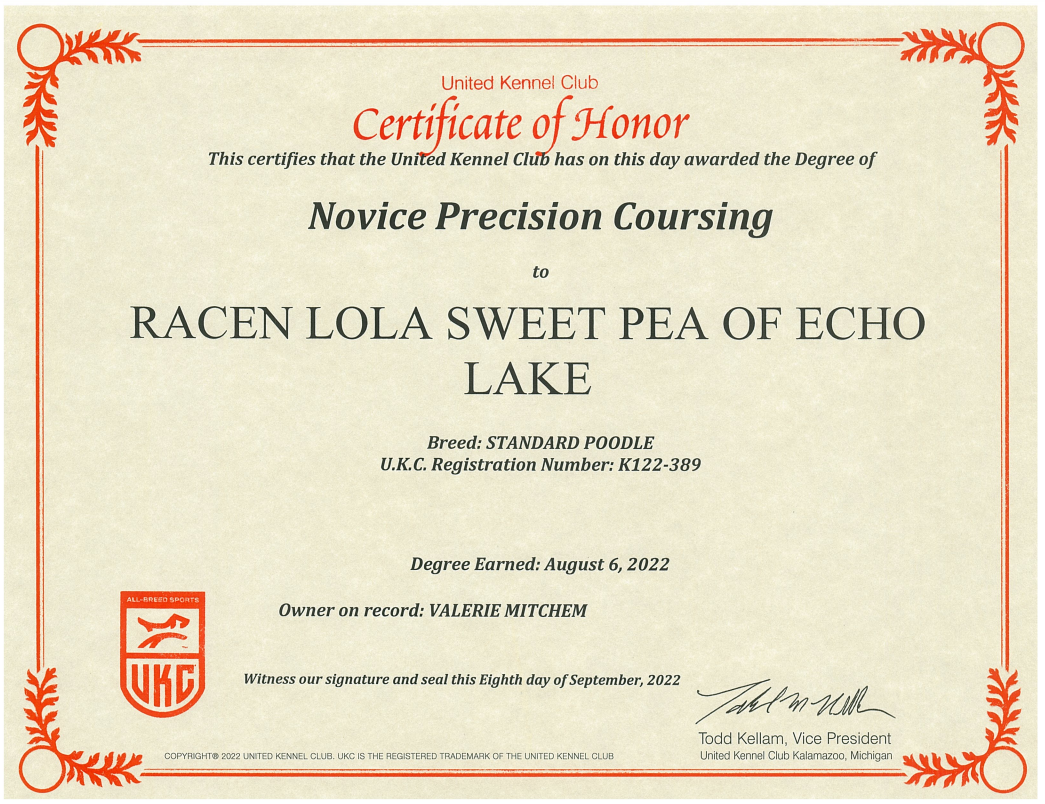 United Kennel Club
Certificate of Honor
This certifies that the United Kennel Club has on this day awarded the Degree of
Novice Precision Coursing
to
RACEN LOLA SWEET PEA OF ECHO
LAKE
Breed: STANDARD POODLE
U.K.C. Registration Number: K122-389
Degree Earned: August 6, 2022
Owner on record: VALERIE MITCHEM
ALL-BREED SPORTS
UKC
Witness our signature and seal this Eighth day of September, 2022
Todd Kellam, Vice President
United Kennel Club Kalamazoo, Michigan
COPYRIGHT® 2022 UNITED KENNEL CLUB. UKC IS THE REGISTERED TRADEMARK OF THE UNITED KENNEL CLUB